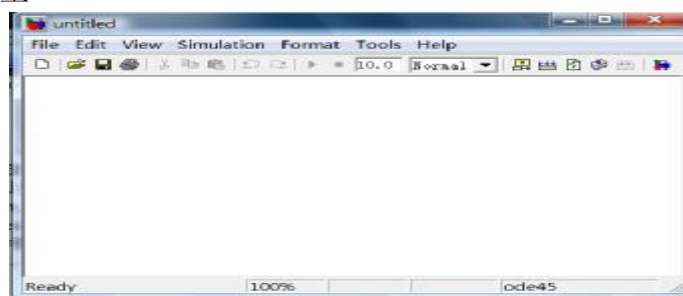 untitled
File Edit View Simulation Format Tools Help
10.0 Normal
Ready 100% ode45